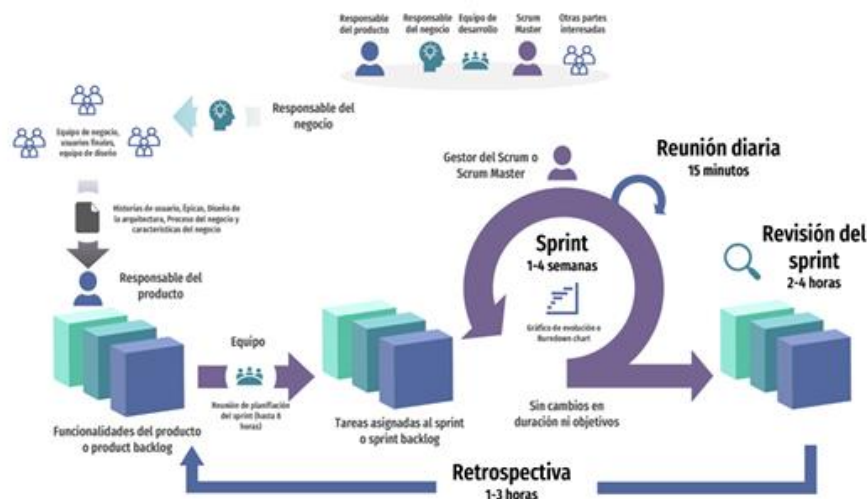 Responsable
del producto
Responsable
del negocio
Equipo de
desarrollo
Scrum
Master
Otras partes
interesadas
Responsable del
negocio
Equipo de negocio,
usuarios finales,
equipo de diseño
Historias de usuario, Épicas, Diseño de
la arquitectura, Proceso del negocio y
características del negocio
Responsable del
producto
Gestor del Scrum o
Scrum Master
Reunión diaria
15 minutos
Sprint
1-4 semanas
Gráfico de evolución o
Burndown chart
Revisión del
sprint
2-4 horas
Equipo
Reunión de planifiación
del sprint (hasta 8
horas)
Funcionalidades del producto
o product backlog
Tareas asignadas al sprint
o sprint backlog
Sin cambios en
duración ni objetivos
Retrospectiva
1-3 horas